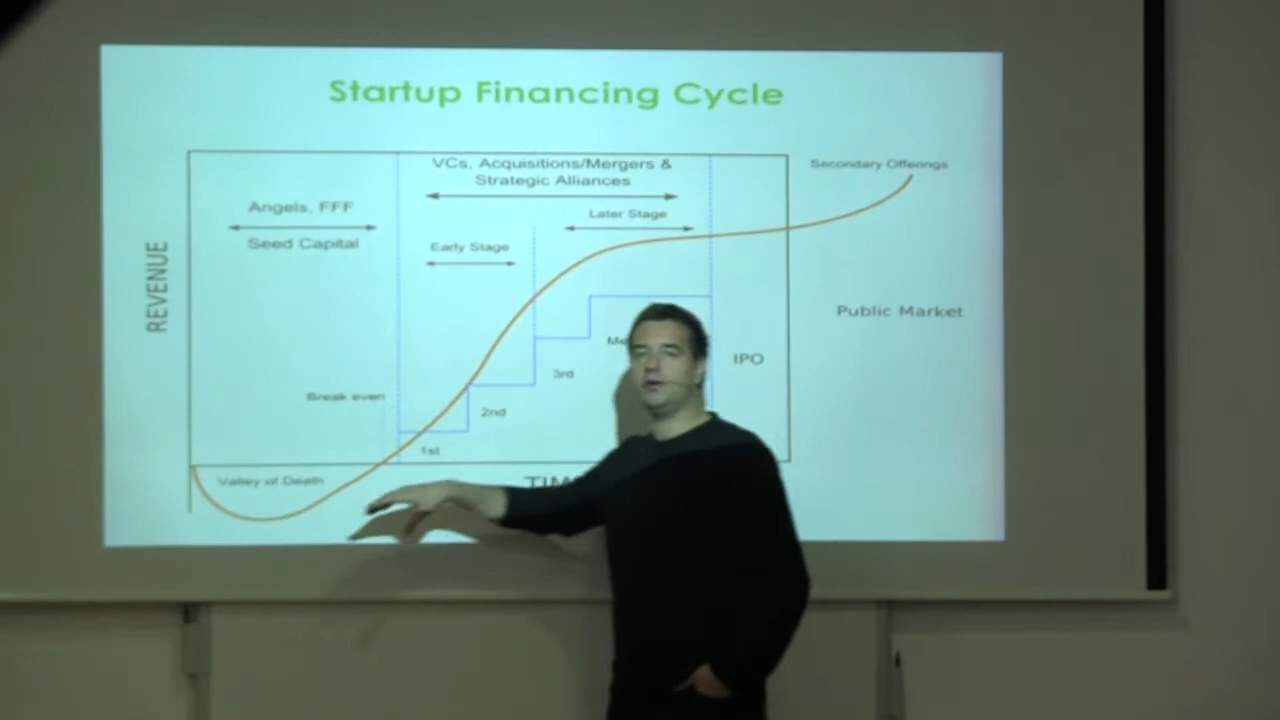 Startup Financing Cycle
VCs, Acquisitions/Mergers &
Strategic Alliances
Secondary Offerings
Angels, FFF
Later Stage
Seed Capital
Early Stage
REVENUE
Public Market
IPO
3rd
Break even
2nd
1st
Valley of Death